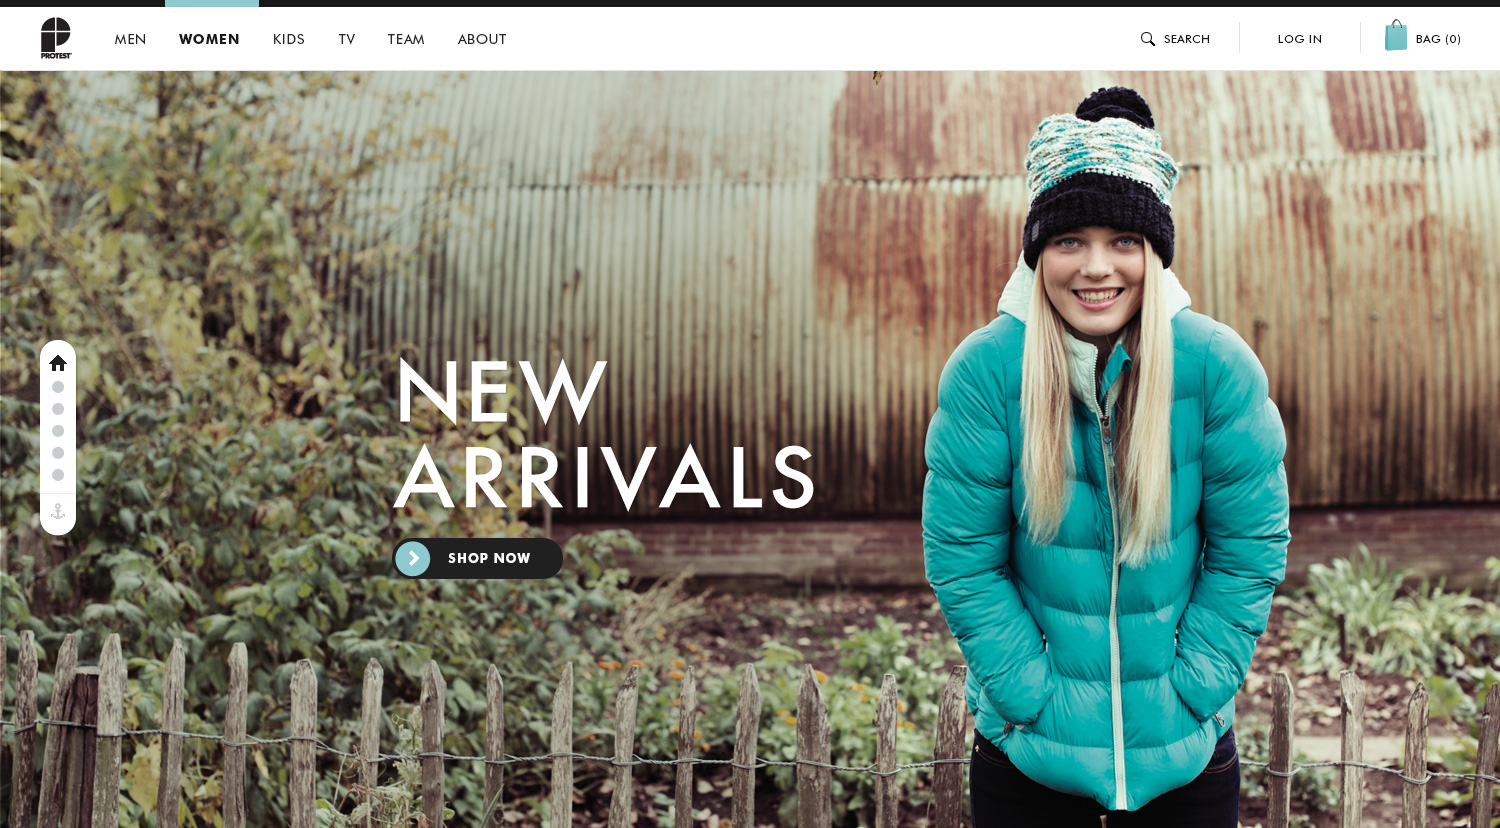 PROTEST
MEN
WOMEN
KIDS
TV
TEAM
ABOUT
SEARCH
LOG IN
BAG (0)
NEW
ARRIVALS
SHOP NOW